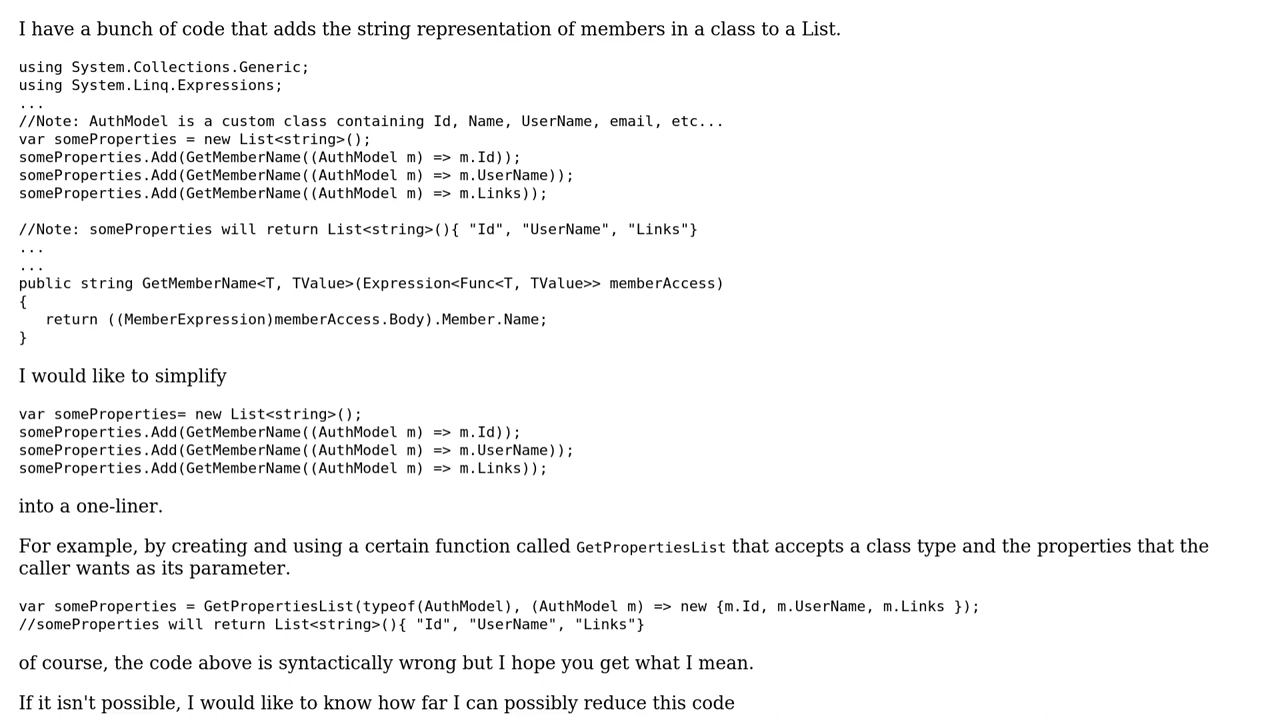 I have a bunch of code that adds the string representation of members in a class to a List.
using System.Collections.Generic;
using System.Linq.Expressions;
...
//Note: AuthModel is a custom class containing Id, Name, UserName, email, etc...
var someProperties = new List<string>();
someProperties.Add(GetMemberName((AuthModel m) => m.Id));
someProperties.Add(GetMemberName((AuthModel m) => m.UserName));
someProperties.Add(GetMemberName((AuthModel m) => m.Links));
//Note: someProperties will return List<string>(){ "Id", "UserName", "Links"}
...
...
public string GetMemberName<T, TValue>(Expression<Func<T, TValue>> memberAccess)
{
   return ((MemberExpression)memberAccess.Body).Member.Name;
}
I would like to simplify
var someProperties= new List<string>();
someProperties.Add(GetMemberName((AuthModel m) => m.Id));
someProperties.Add(GetMemberName((AuthModel m) => m.UserName));
someProperties.Add(GetMemberName((AuthModel m) => m.Links));
into a one-liner.
For example, by creating and using a certain function called GetPropertiesList that accepts a class type and the properties that the
caller wants as its parameter.
var someProperties = GetPropertiesList(typeof(AuthModel), (AuthModel m) => new {m.Id, m.UserName, m.Links });
//someProperties will return List<string>(){ "Id", "UserName", "Links"}
of course, the code above is syntactically wrong but I hope you get what I mean.
If it isn't possible, I would like to know how far I can possibly reduce this code